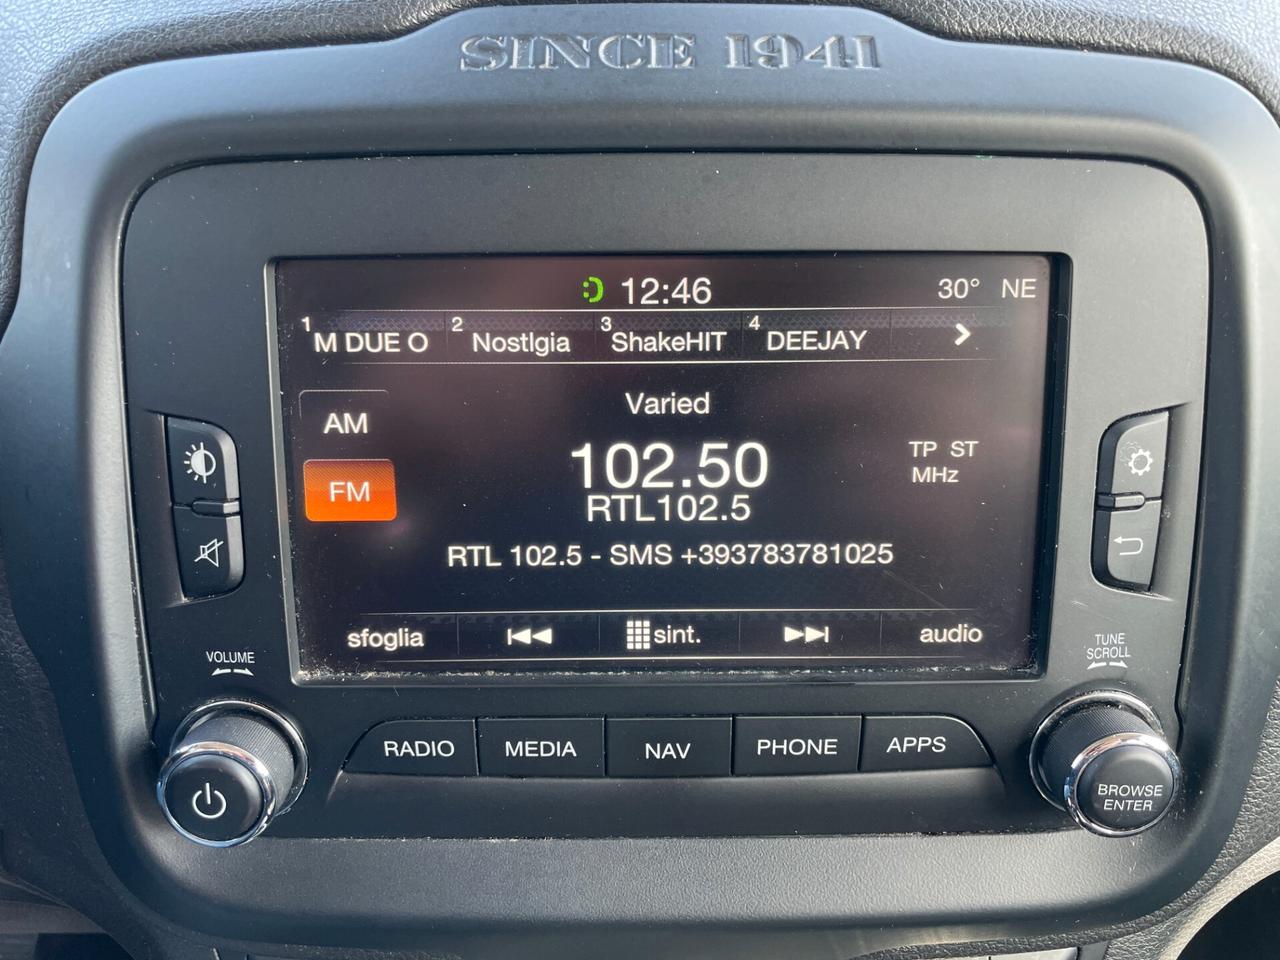 SINCE 1941
12:46
30° NE
1 M DUE O 2 Nostlgia 3 ShakeHIT 4 DEEJAY
Varied
AM
102.50
TP ST
MHz
FM
RTL102.5
RTL 102.5 - SMS +393783781025
sfoglia sint. audio
VOLUME
TUNE
SCROLL
RADIO MEDIA NAV PHONE APPS
BROWSE
ENTER